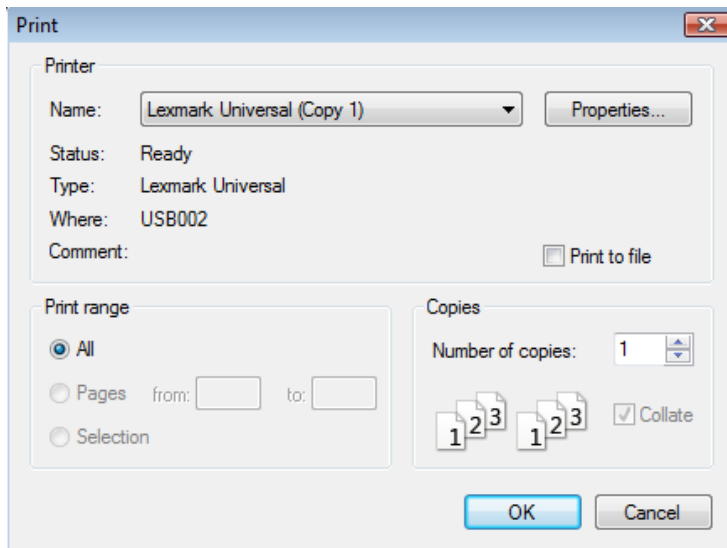 Print
Printer
Name: Lexmark Universal (Copy 1) Properties...
Status: Ready
Type: Lexmark Universal
Where: USB002
Comment: Print to file
Print range
All
Pages from: to:
Selection
Copies
Number of copies: 1
1 2 3 1 2 3 Collate
OK Cancel